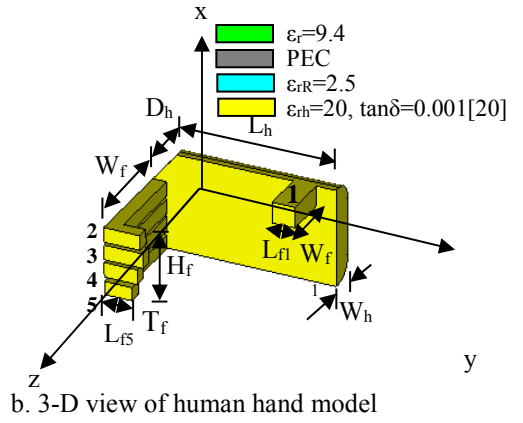 x
εr=9.4
PEC
εrR=2.5
εrh=20, tanδ=0.001[20]
Dh
Lh
Wf
1
2
3
4
5
Hf
Lf1
Wf
1
Wh
Tf
Lf5
z
y
b. 3-D view of human hand model